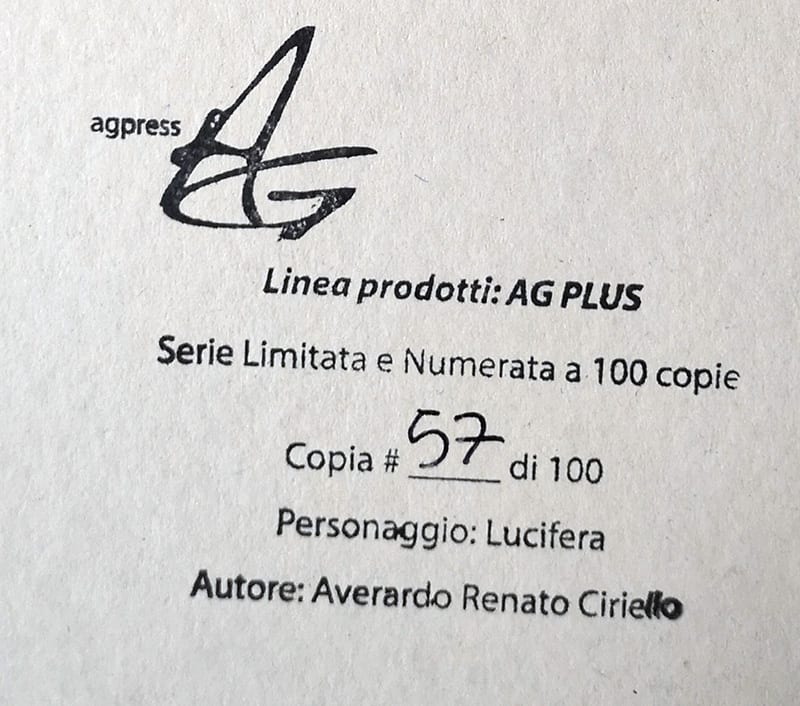 agpress AG
Linea prodotti: AG PLUS
Serie Limitata e Numerata a 100 copie
Copia # 57 di 100
Personaggio: Lucifera
Autore: Averardo Renato Ciriello